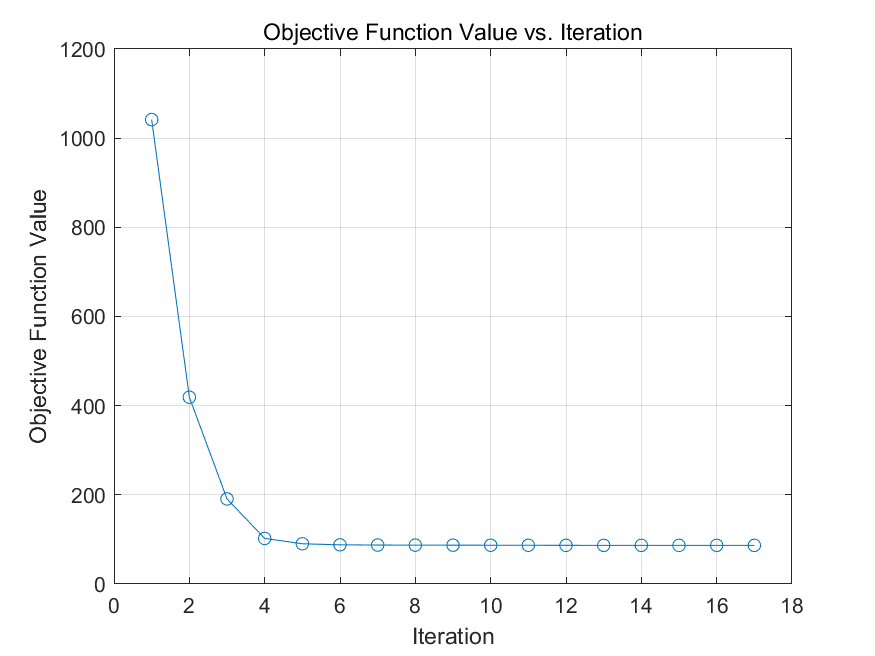 Objective Function Value vs. Iteration
1200
1000
800
600
400
200
0
Objective Function Value
0 2 4 6 8 10 12 14 16 18
Iteration